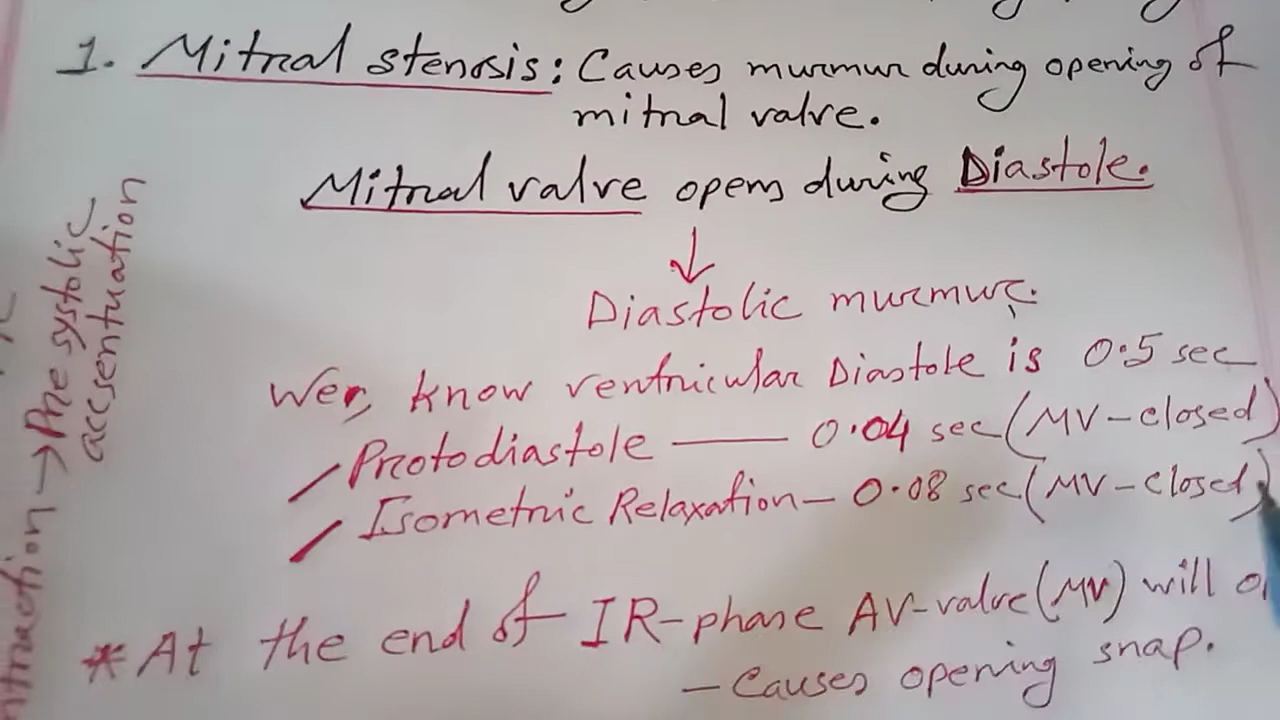 1. Mitral stenosis: Causes murmur during opening of
mitral valve.
Mitral valve opens during Diastole.
↓
Diastolic murmur.
We, know ventricular Diastole is 0.5 sec
Protodiastole — 0.04 sec (MV-closed)
Isometric Relaxation — 0.08 sec (MV-closed)
* At the end of IR-phase AV-valve (MV) will
- Causes opening snap.
→ Pre systolic
accsentuation